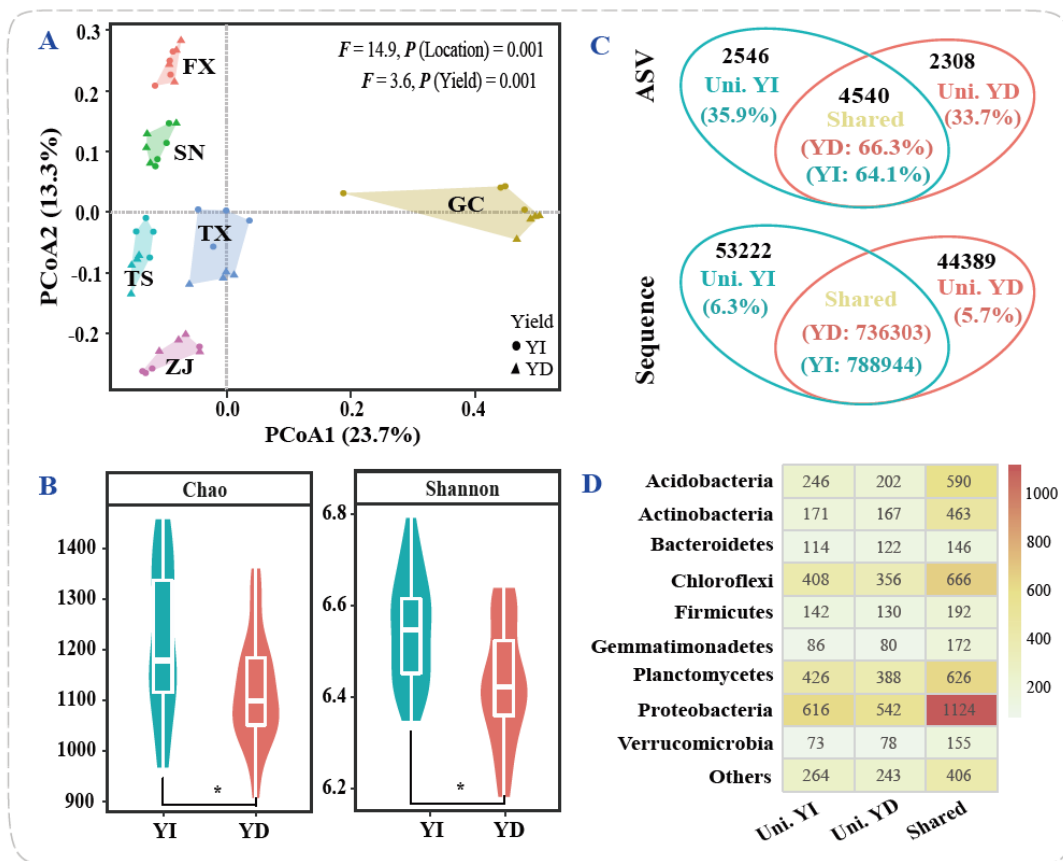 A
0.3
0.2
0.1
0.0
-0.1
-0.2
PCoA2 (13.3%)
F = 14.9, P (Location) = 0.001
F = 3.6, P (Yield) = 0.001
FX
SN
GC
TX
TS
ZJ
Yield
YI
YD
0.0
0.2
0.4
PCoA1 (23.7%)
C
ASV
2546
Uni. YI
(35.9%)
4540
Shared
(YD: 66.3%)
(YI: 64.1%)
2308
Uni. YD
(33.7%)
Sequence
53222
Uni. YI
(6.3%)
Shared
(YD: 736303)
(YI: 788944)
44389
Uni. YD
(5.7%)
B
Chao
1400
1300
1200
1100
1000
900
*
YI
YD
Shannon
6.8
6.6
6.4
6.2
*
YI
YD
D
Acidobacteria 246 202 590
Actinobacteria 171 167 463
Bacteroidetes 114 122 146
Chloroflexi 408 356 666
Firmicutes 142 130 192
Gemmatimonadetes 86 80 172
Planctomycetes 426 388 626
Proteobacteria 616 542 1124
Verrucomicrobia 73 78 155
Others 264 243 406
Uni. YI Uni. YD Shared
1000
800
600
400
200